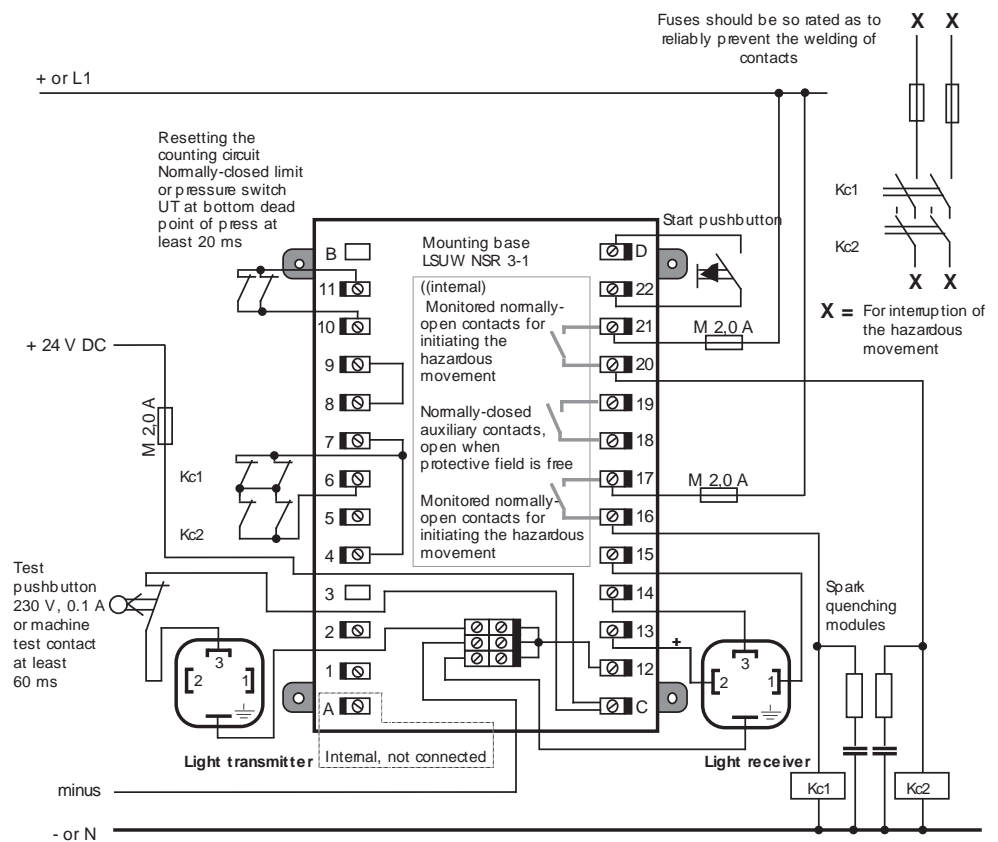 Fuses should be so rated as to
reliably prevent the welding of
contacts
X X
+ or L1
Resetting the
counting circuit
Normally-closed limit
or pressure switch
UT at bottom dead
point of press at
least 20 ms
Kc1
Kc2
X X
X = For interruption of
the hazardous
movement
Start pushbutton
Mounting base
LSUW NSR 3-1
B
11
10
9
8
7
6
5
4
3
2
1
A
D
22
21
20
19
18
17
16
15
14
13
12
C
((internal)
Monitored normally-
open contacts for
initiating the
hazardous
movement
Normally-closed
auxiliary contacts,
open when
protective field is free
Monitored normally-
open contacts for
initiating the hazardous
movement
M 2,0 A
M 2,0 A
+ 24 V DC
M 2,0 A
Kc1
Kc2
Test
pushbutton
230 V, 0.1 A
or machine
test contact
at least
60 ms
3
2 1
Light transmitter
Internal, not connected
+
3
2 1
Light receiver
Spark
quenching
modules
Kc1
Kc2
minus
- or N